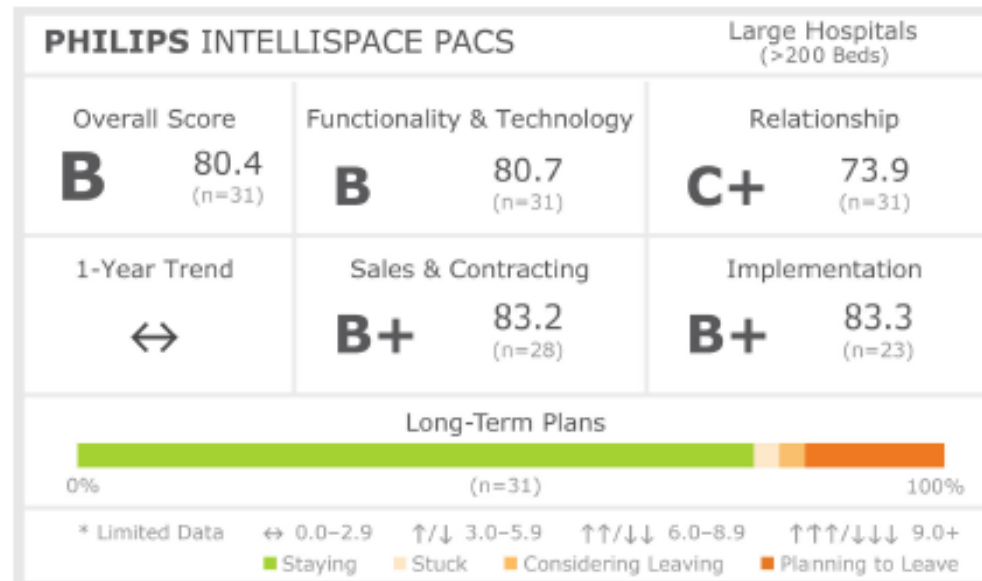 PHILIPS INTELLISPACE PACS
Large Hospitals
(>200 Beds)
Overall Score
B 80.4
(n=31)
Functionality & Technology
B 80.7
(n=31)
Relationship
C+ 73.9
(n=31)
1-Year Trend
↔
Sales & Contracting
B+ 83.2
(n=28)
Implementation
B+ 83.3
(n=23)
Long-Term Plans
0% (n=31) 100%
* Limited Data ↔ 0.0–2.9 ↑/↓ 3.0–5.9 ↑↑/↓↓ 6.0–8.9 ↑↑↑/↓↓↓ 9.0+
Staying Stuck Considering Leaving Planning to Leave